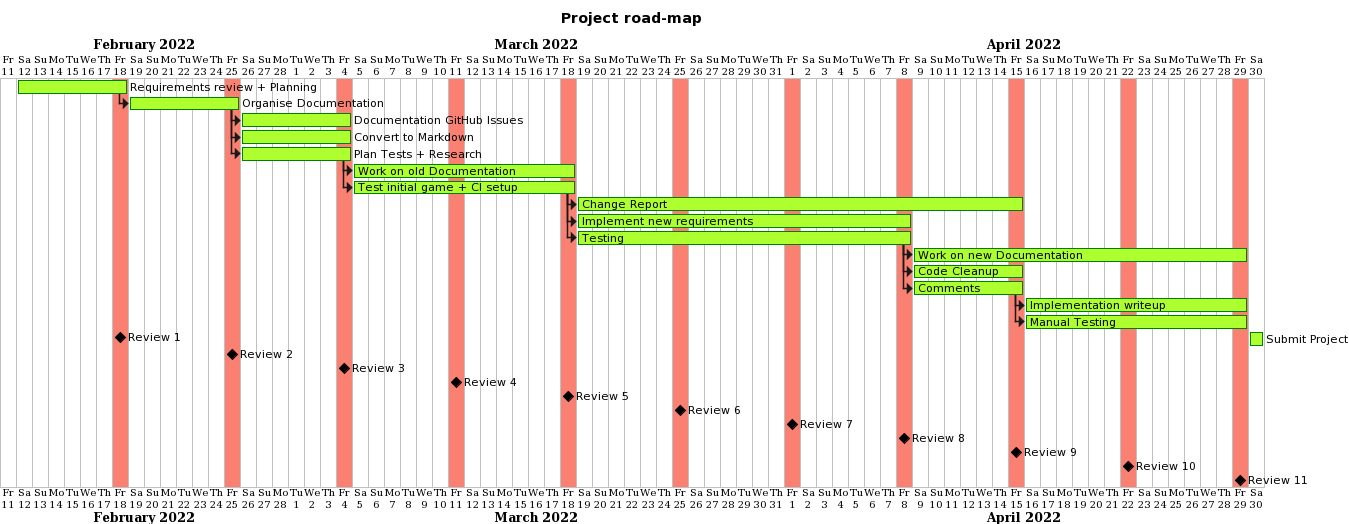 Project road-map
February 2022 March 2022 April 2022
Fr Sa Su Mo Tu We Th Fr Sa Su Mo Tu We Th Fr Sa Su Mo Tu We Th Fr Sa Su Mo Tu We Th Fr Sa Su Mo Tu We Th Fr Sa Su Mo Tu We Th Fr Sa Su Mo Tu We Th Fr Sa Su Mo Tu We Th Fr Sa Su Mo Tu We Th Fr Sa Su Mo Tu We Th Fr Sa Su Mo Tu We Th Fr Sa
11 12 13 14 15 16 17 18 19 20 21 22 23 24 25 26 27 28 1 2 3 4 5 6 7 8 9 10 11 12 13 14 15 16 17 18 19 20 21 22 23 24 25 26 27 28 29 30 31 1 2 3 4 5 6 7 8 9 10 11 12 13 14 15 16 17 18 19 20 21 22 23 24 25 26 27 28 29 30
Requirements review + Planning
Organise Documentation
Documentation GitHub Issues
Convert to Markdown
Plan Tests + Research
Work on old Documentation
Test initial game + CI setup
Change Report
Implement new requirements
Testing
Work on new Documentation
Code Cleanup
Comments
Implementation writeup
Manual Testing
Review 1
Submit Project
Review 2
Review 3
Review 4
Review 5
Review 6
Review 7
Review 8
Review 9
Review 10
Review 11
Fr Sa Su Mo Tu We Th Fr Sa Su Mo Tu We Th Fr Sa Su Mo Tu We Th Fr Sa Su Mo Tu We Th Fr Sa Su Mo Tu We Th Fr Sa Su Mo Tu We Th Fr Sa Su Mo Tu We Th Fr Sa Su Mo Tu We Th Fr Sa Su Mo Tu We Th Fr Sa Su Mo Tu We Th Fr Sa Su Mo Tu We Th Fr Sa
11 12 13 14 15 16 17 18 19 20 21 22 23 24 25 26 27 28 1 2 3 4 5 6 7 8 9 10 11 12 13 14 15 16 17 18 19 20 21 22 23 24 25 26 27 28 29 30 31 1 2 3 4 5 6 7 8 9 10 11 12 13 14 15 16 17 18 19 20 21 22 23 24 25 26 27 28 29 30
February 2022 March 2022 April 2022